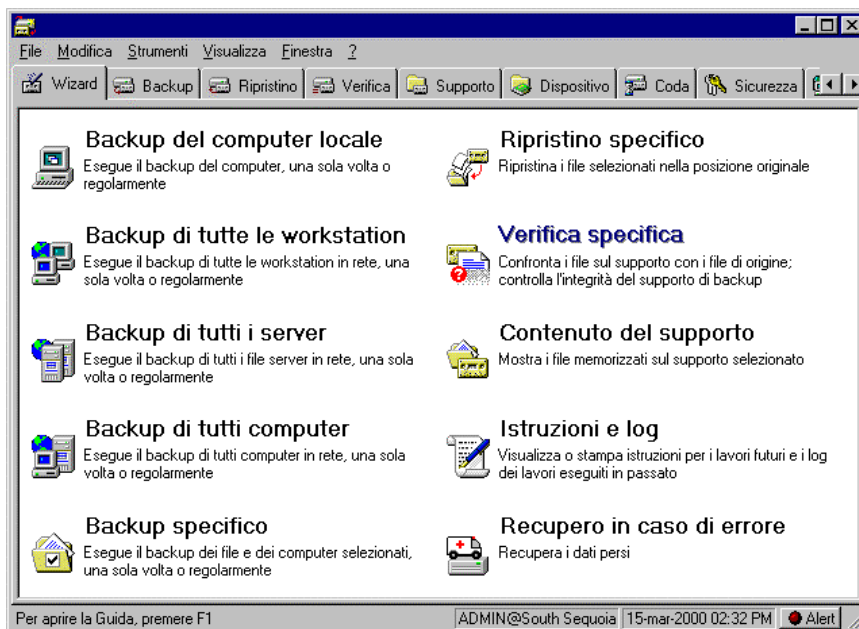 File Modifica Strumenti Visualizza Finestra ?
Wizard Backup Ripristino Verifica Supporto Dispositivo Coda Sicurezza
Backup del computer locale
Esegue il backup del computer, una sola volta o
regolarmente
Backup di tutte le workstation
Esegue il backup di tutte le workstation in rete, una
sola volta o regolarmente
Backup di tutti i server
Esegue il backup di tutti i file server in rete, una sola
volta o regolarmente
Backup di tutti computer
Esegue il backup di tutti computer in rete, una sola
volta o regolarmente
Backup specifico
Esegue il backup dei file e dei computer selezionati,
una sola volta o regolarmente
Ripristino specifico
Ripristina i file selezionati nella posizione originale
Verifica specifica
Confronta i file sul supporto con i file di origine;
controlla l'integrità del supporto di backup
Contenuto del supporto
Mostra i file memorizzati sul supporto selezionato
Istruzioni e log
Visualizza o stampa istruzioni per i lavori futuri e i log
dei lavori eseguiti in passato
Recupero in caso di errore
Recupera i dati persi
Per aprire la Guida, premere F1 ADMIN@South Sequoia 15-mar-2000 02:32 PM Alert